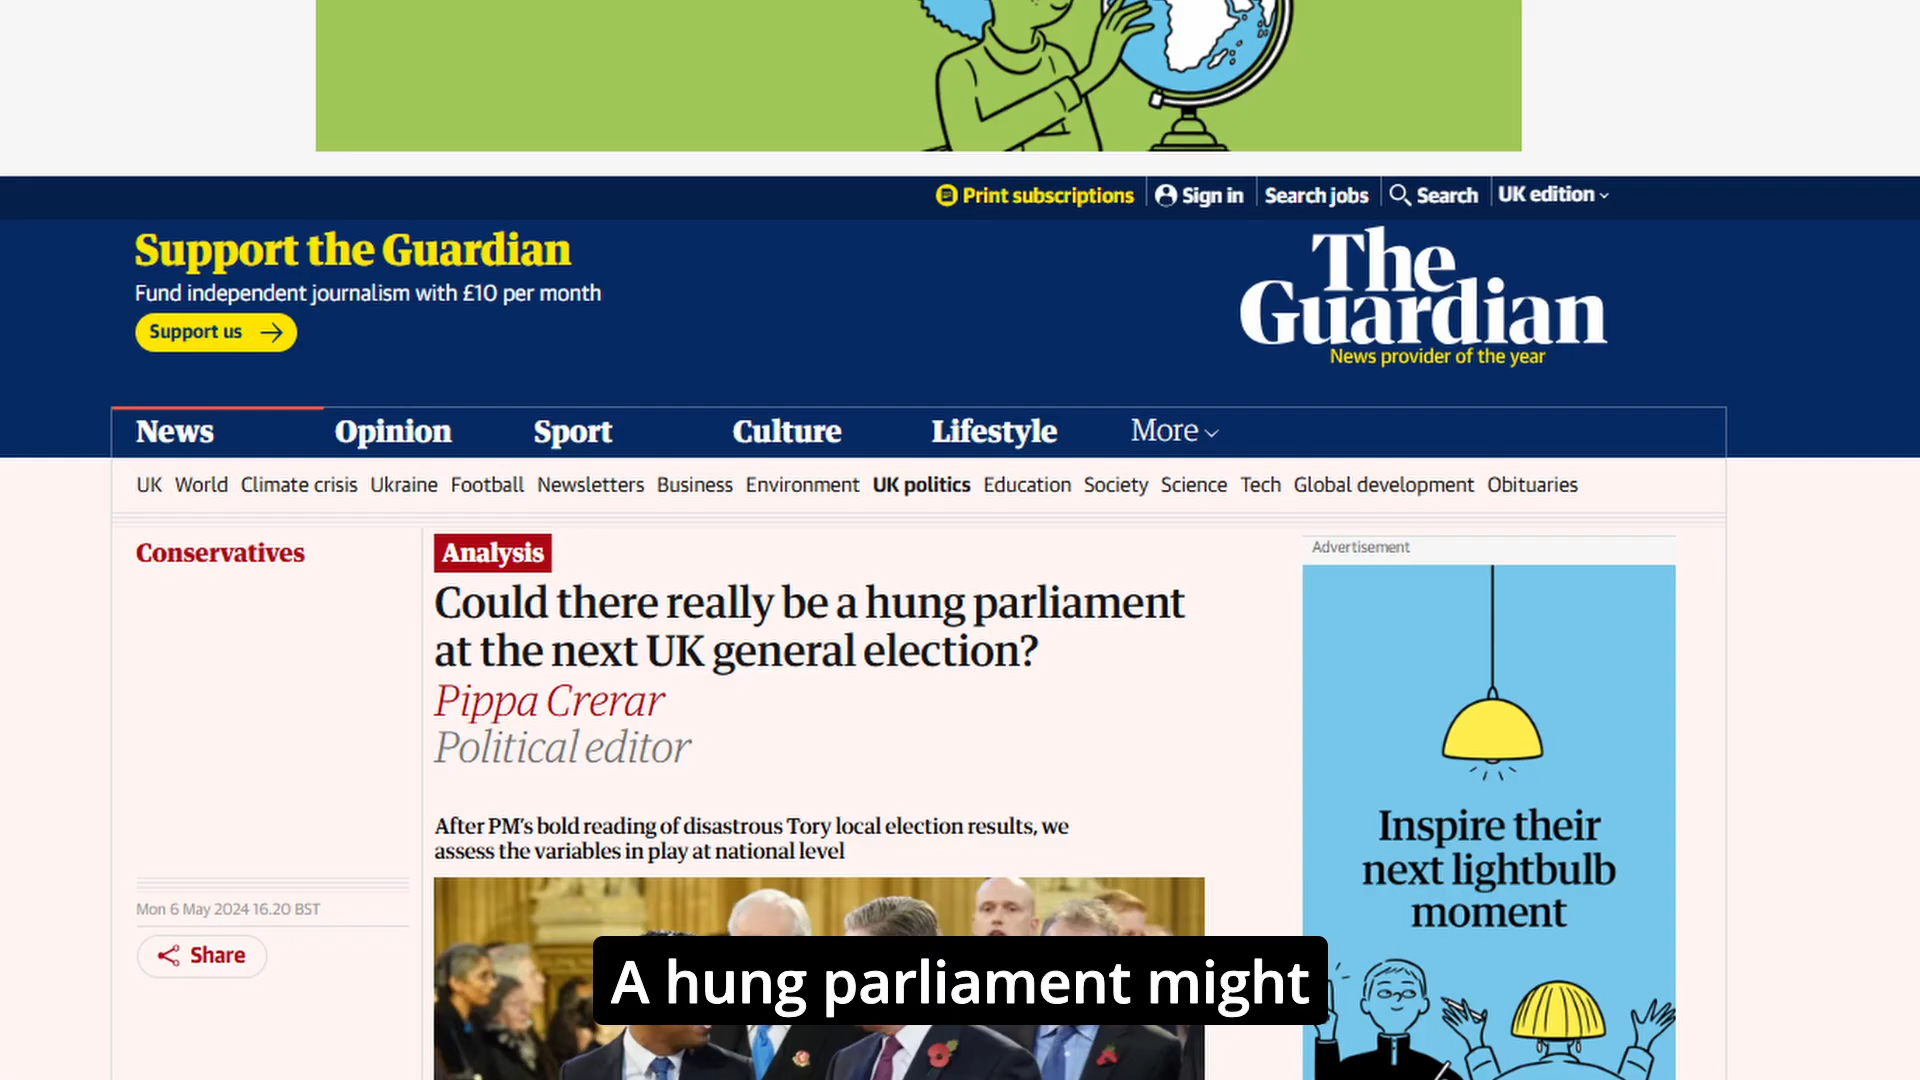 Print subscriptions
Sign in
Search jobs
Search
UK edition
Support the Guardian
Fund independent journalism with £10 per month
Support us
The
Guardian
News provider of the year
News Opinion Sport Culture Lifestyle More
UK World Climate crisis Ukraine Football Newsletters Business Environment UK politics Education Society Science Tech Global development Obituaries
Conservatives
Analysis
Could there really be a hung parliament
at the next UK general election?
Pippa Crerar
Political editor
After PM's bold reading of disastrous Tory local election results, we
assess the variables in play at national level
Mon 6 May 2024 16.20 BST
Share
Advertisement
Inspire their
next lightbulb
moment
A hung parliament might